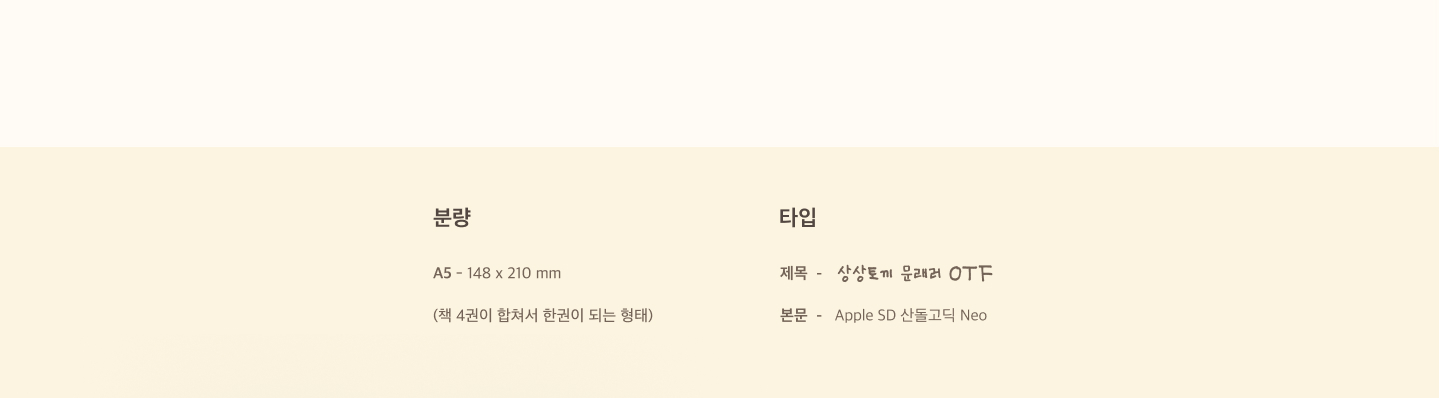 분량
A5 - 148 x 210 mm
(책 4권이 합쳐서 한권이 되는 형태)
타입
제목 - 상상토끼 문래러 OTF
본문 - Apple SD 산돌고딕 Neo